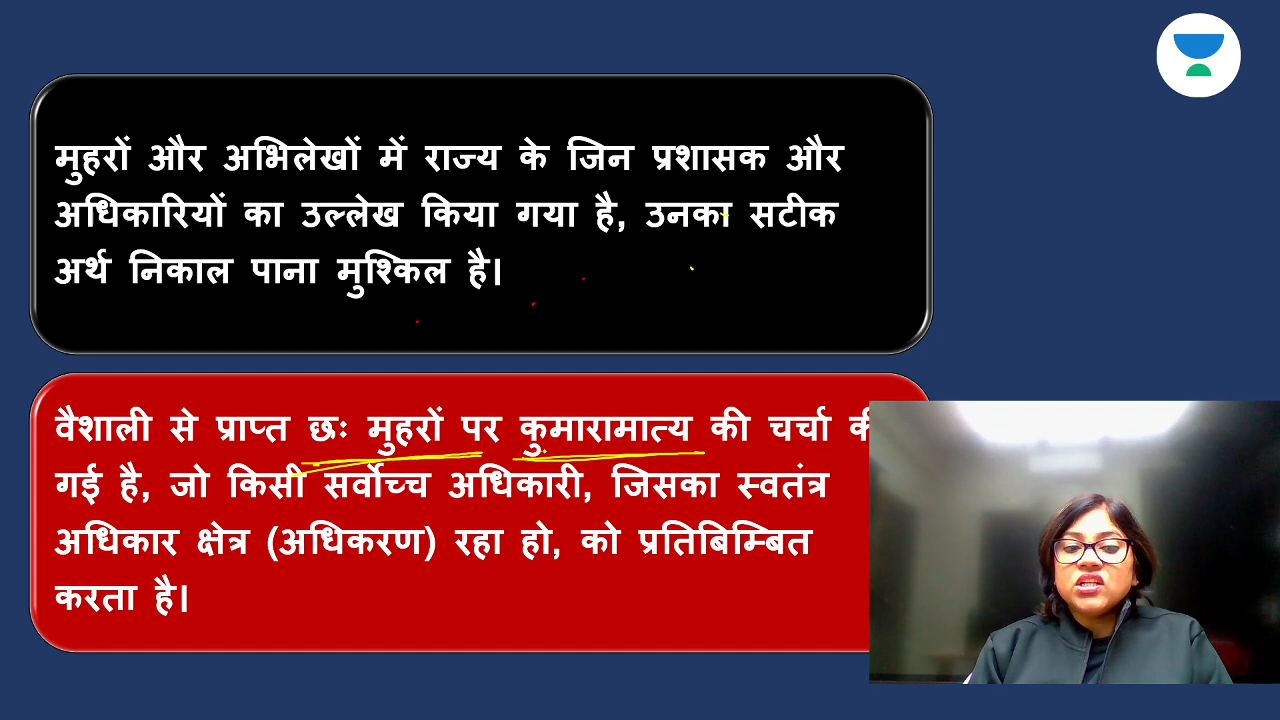 मुहरों और अभिलेखों में राज्य के जिन प्रशासक और
अधिकारियों का उल्लेख किया गया है, उनका सटीक
अर्थ निकाल पाना मुश्किल है।
वैशाली से प्राप्त छः मुहरों पर कुमारामात्य की चर्चा
गई है, जो किसी सर्वोच्च अधिकारी, जिसका स्वतंत्र
अधिकार क्षेत्र (अधिकरण) रहा हो, को प्रतिबिम्बित
करता है।